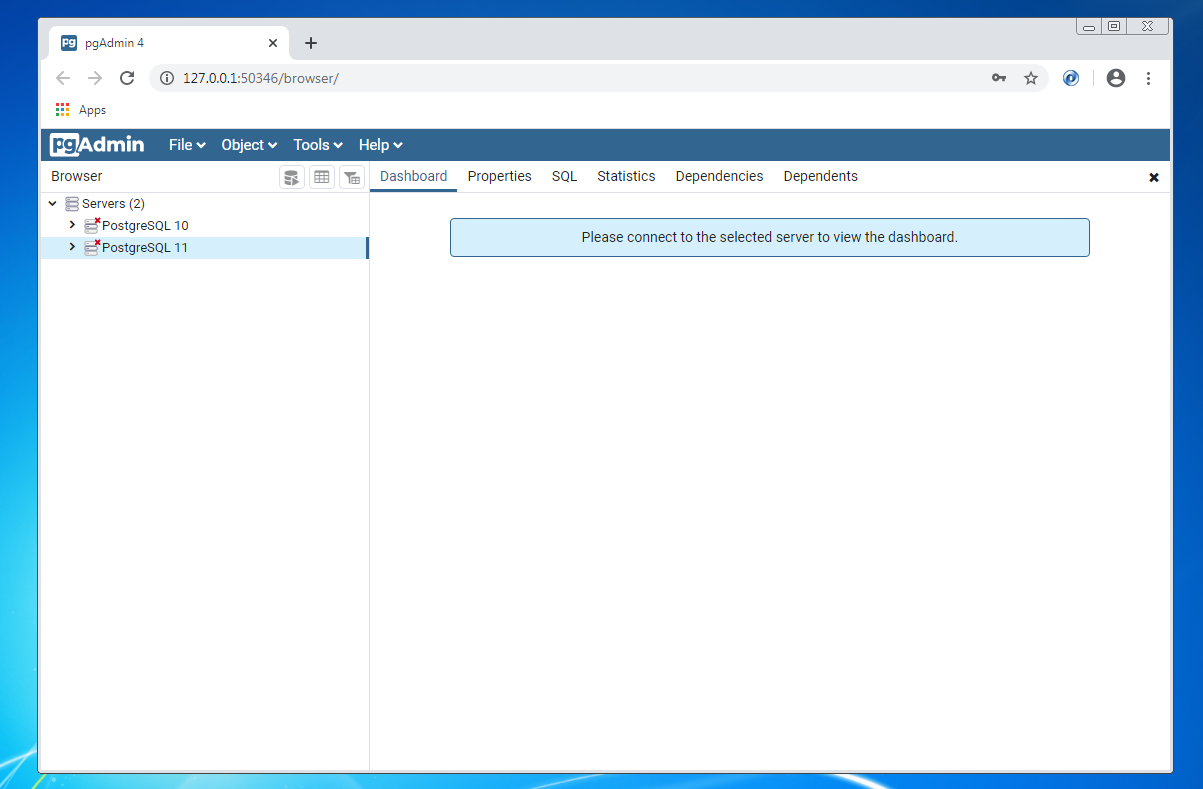 pg pgAdmin 4
127.0.0.1:50346/browser/
Apps
pgAdmin File Object Tools Help
Browser Dashboard Properties SQL Statistics Dependencies Dependents
Servers (2)
PostgreSQL 10
Please connect to the selected server to view the dashboard.
PostgreSQL 11